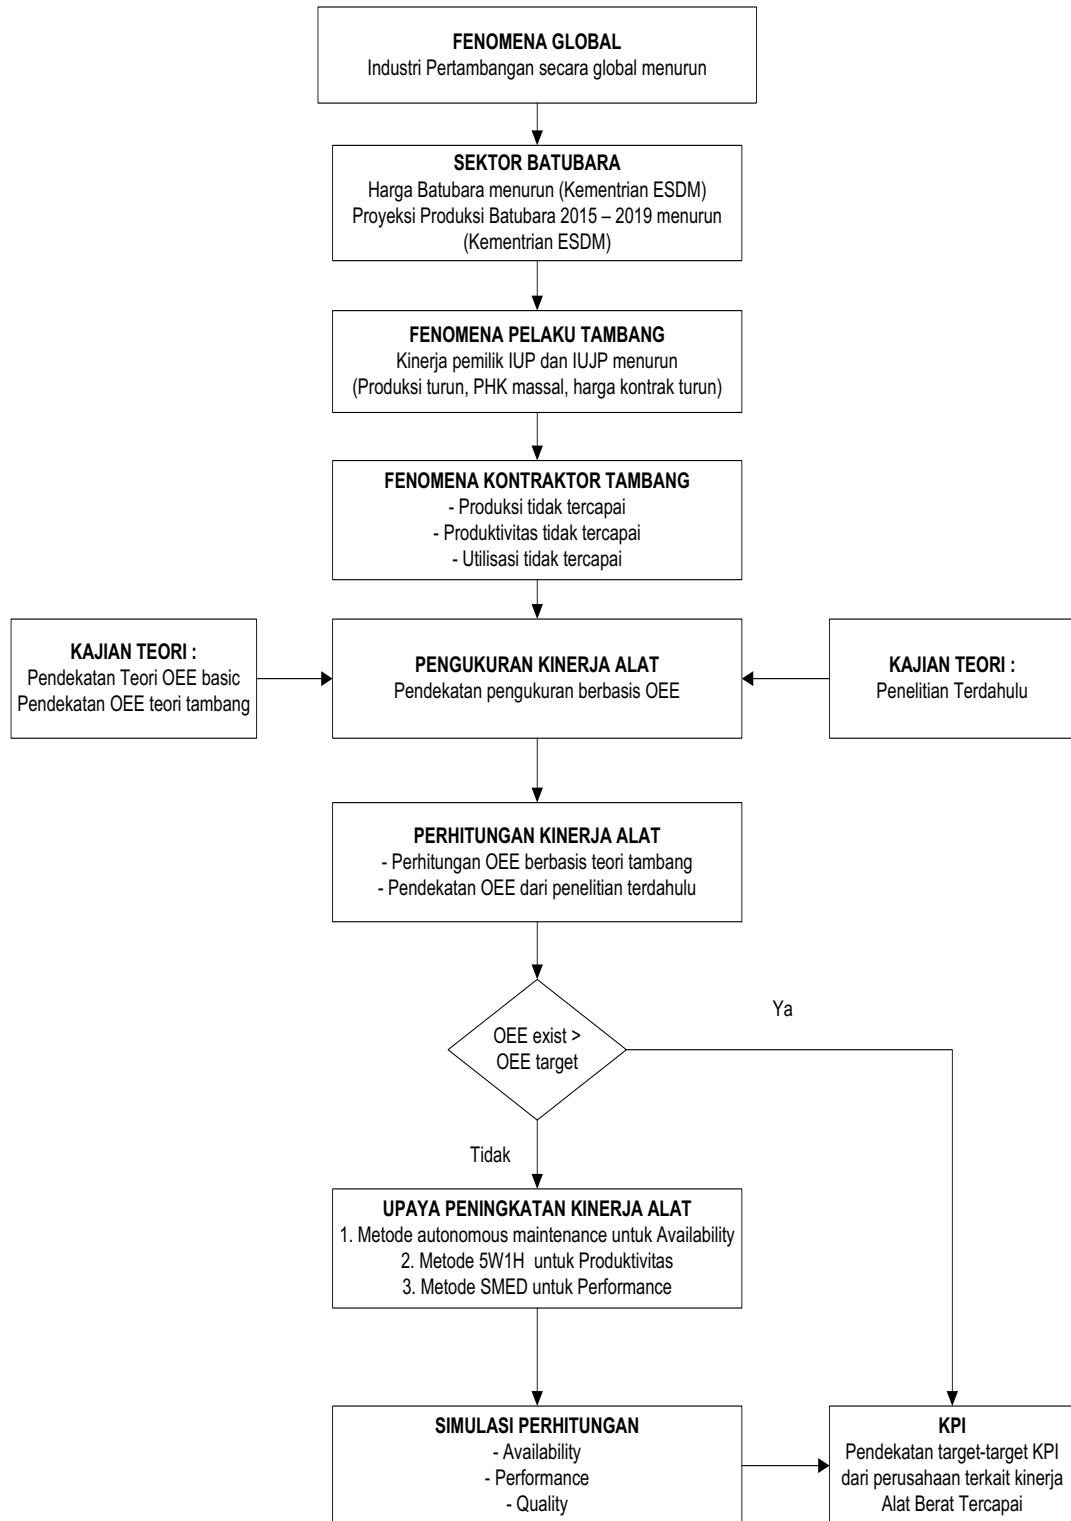 FENOMENA GLOBAL
Industri Pertambangan secara global menurun
SEKTOR BATUBARA
Harga Batubara menurun (Kementrian ESDM)
Proyeksi Produksi Batubara 2015 – 2019 menurun
(Kementrian ESDM)
FENOMENA PELAKU TAMBANG
Kinerja pemilik IUP dan IUJP menurun
(Produksi turun, PHK massal, harga kontrak turun)
FENOMENA KONTRAKTOR TAMBANG
- Produksi tidak tercapai
- Produktivitas tidak tercapai
- Utilisasi tidak tercapai
KAJIAN TEORI :
Pendekatan Teori OEE basic
Pendekatan OEE teori tambang
PENGUKURAN KINERJA ALAT
Pendekatan pengukuran berbasis OEE
KAJIAN TEORI :
Penelitian Terdahulu
PERHITUNGAN KINERJA ALAT
- Perhitungan OEE berbasis teori tambang
- Pendekatan OEE dari penelitian terdahulu
OEE exist >
OEE target
Ya
Tidak
UPAYA PENINGKATAN KINERJA ALAT
1. Metode autonomous maintenance untuk Availability
2. Metode 5W1H  untuk Produktivitas
3. Metode SMED untuk Performance
SIMULASI PERHITUNGAN
- Availability
- Performance
- Quality
KPI
Pendekatan target-target KPI
dari perusahaan terkait kinerja
Alat Berat Tercapai